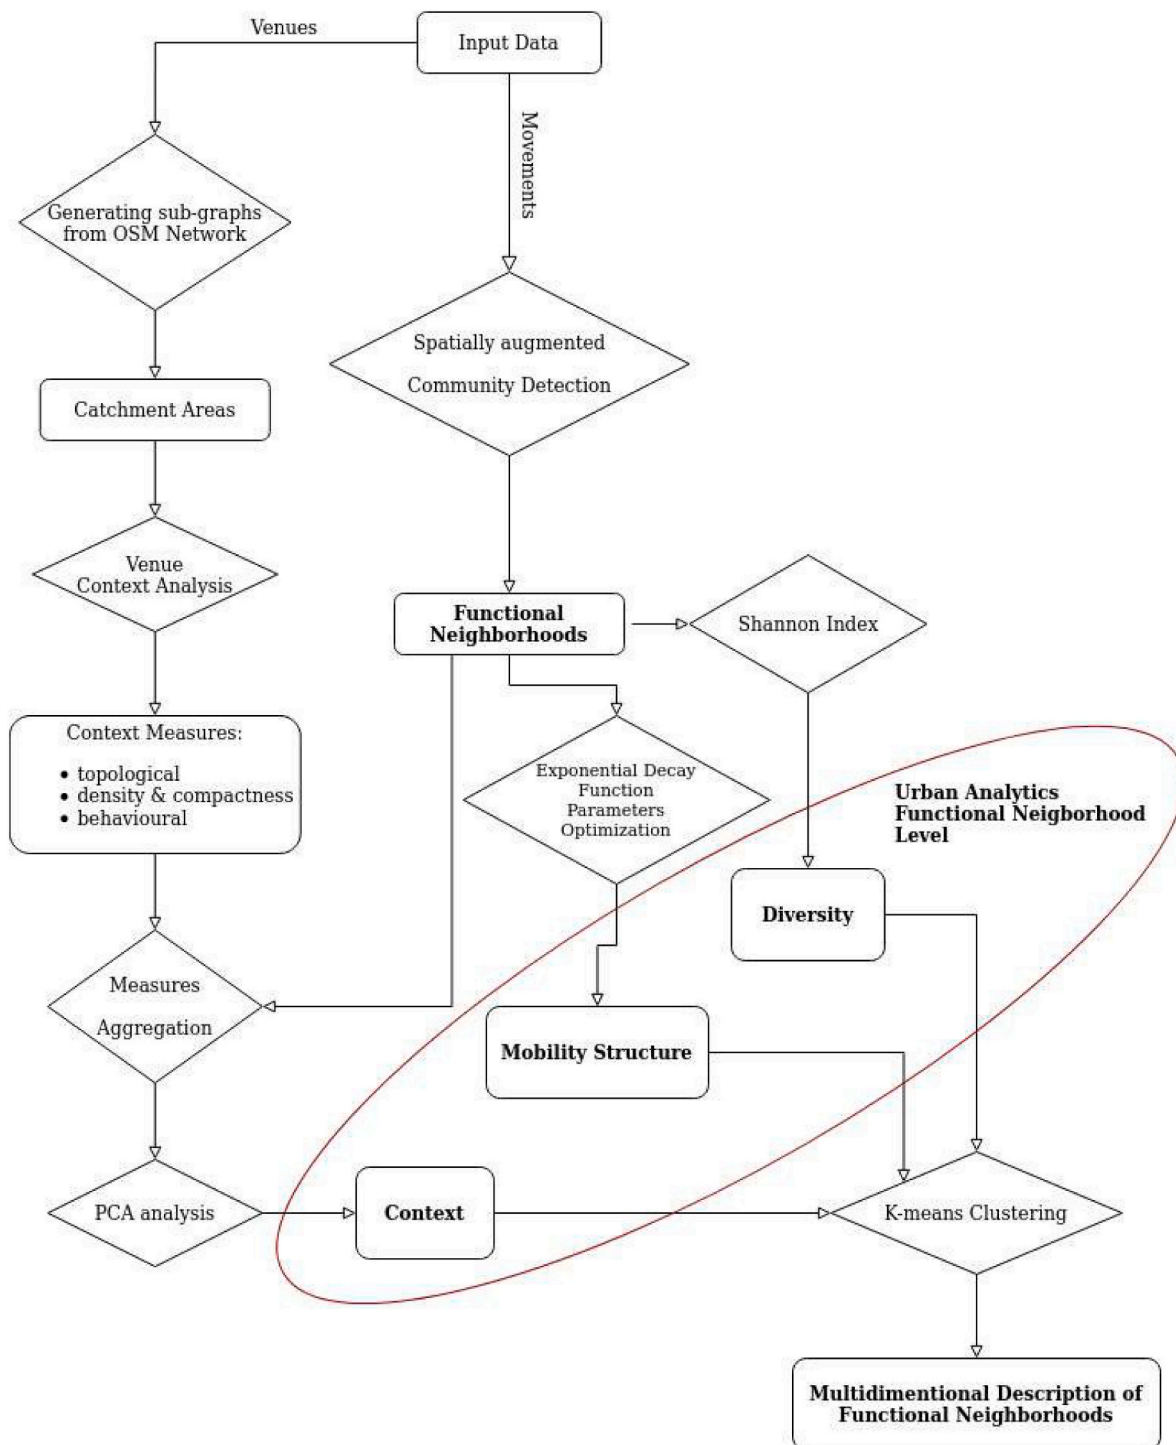 Venues
Input Data
Movements
Generating sub-graphs
from OSM Network
Spatially augmented
Community Detection
Catchment Areas
Venue
Context Analysis
Functional
Neighborhoods
Shannon Index
Context Measures:
• topological
• density & compactness
• behavioural
Exponential Decay
Function
Parameters
Optimization
Urban Analytics
Functional Neigborhood
Level
Diversity
Measures
Aggregation
Mobility Structure
PCA analysis
Context
K-means Clustering
Multidimentional Description of
Functional Neighborhoods